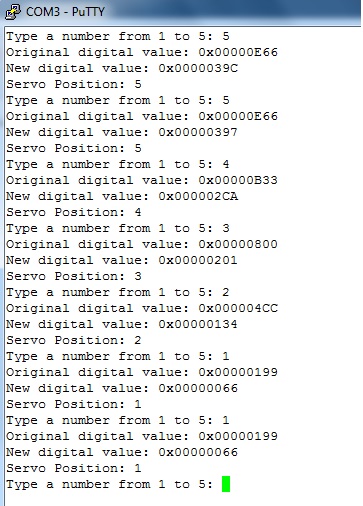 COM3 - PuTTY
Type a number from 1 to 5: 5
Original digital value: 0x00000E66
New digital value: 0x0000039C
Servo Position: 5
Type a number from 1 to 5: 5
Original digital value: 0x00000E66
New digital value: 0x00000397
Servo Position: 5
Type a number from 1 to 5: 4
Original digital value: 0x00000B33
New digital value: 0x000002CA
Servo Position: 4
Type a number from 1 to 5: 3
Original digital value: 0x00000800
New digital value: 0x00000201
Servo Position: 3
Type a number from 1 to 5: 2
Original digital value: 0x000004CC
New digital value: 0x00000134
Servo Position: 2
Type a number from 1 to 5: 1
Original digital value: 0x00000199
New digital value: 0x00000066
Servo Position: 1
Type a number from 1 to 5: 1
Original digital value: 0x00000199
New digital value: 0x00000066
Servo Position: 1
Type a number from 1 to 5: